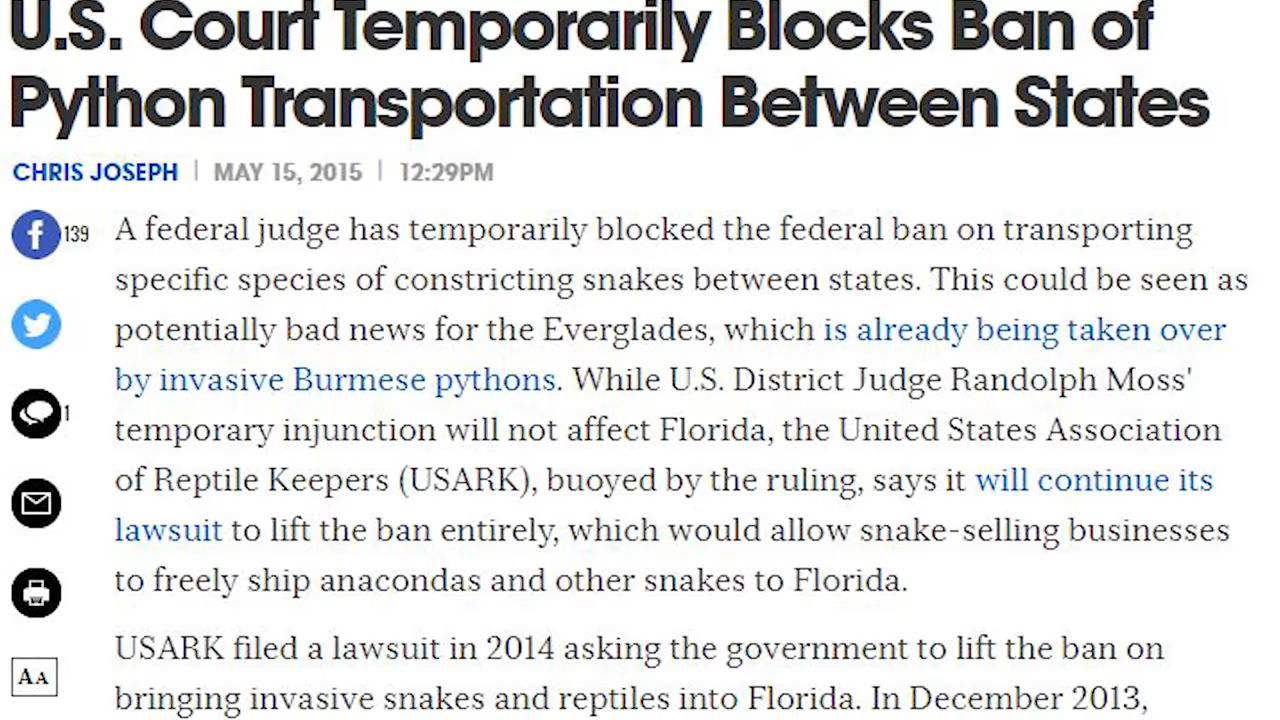 U.S. Court Temporarily Blocks Ban of
Python Transportation Between States
CHRIS JOSEPH | MAY 15, 2015 | 12:29PM
139
A federal judge has temporarily blocked the federal ban on transporting
specific species of constricting snakes between states. This could be seen as
potentially bad news for the Everglades, which is already being taken over
by invasive Burmese pythons. While U.S. District Judge Randolph Moss'
1
temporary injunction will not affect Florida, the United States Association
of Reptile Keepers (USARK), buoyed by the ruling, says it will continue its
lawsuit to lift the ban entirely, which would allow snake-selling businesses
to freely ship anacondas and other snakes to Florida.
USARK filed a lawsuit in 2014 asking the government to lift the ban on
AA
bringing invasive snakes and reptiles into Florida. In December 2013,